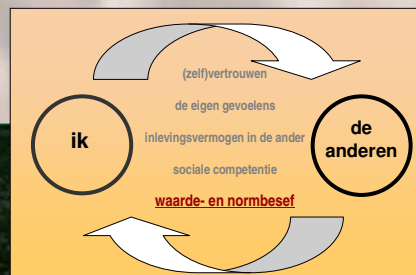 (zelf)vertrouwen
de eigen gevoelens
ik
inlevingsvermogen in de ander
de
anderen
sociale competentie
waarde- en normbesef